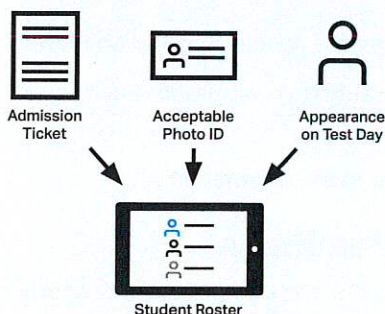 Admission
Ticket
Acceptable
Photo ID
Appearance
on Test Day
Student Roster